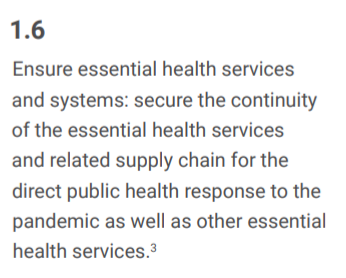 1.6
Ensure essential health services
and systems: secure the continuity
of the essential health services
and related supply chain for the
direct public health response to the
pandemic as well as other essential
health services.³